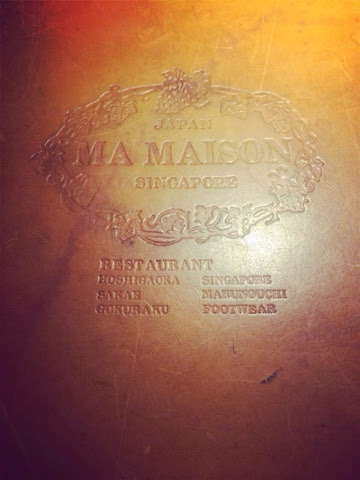 JAPAN
MA MAISON
SINGAPORE
RESTAURANT
HOSHIGAOKA SINGAPORE
SAKAE MARUNOUCHI
GOKURAKU FOOTWEAR